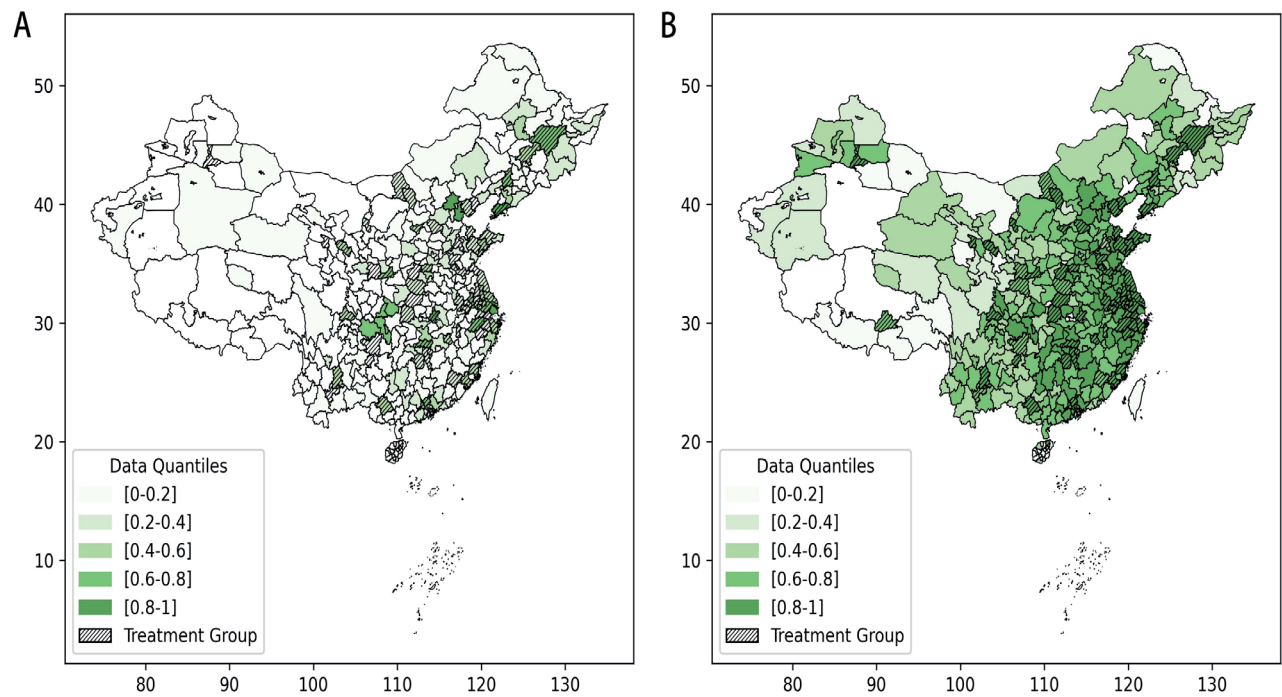 A
B
50
40
30
20
10
Data Quantiles
[0-0.2]
[0.2-0.4]
[0.4-0.6]
[0.6-0.8]
[0.8-1]
Treatment Group
80 90 100 110 120 130
50
40
30
20
10
Data Quantiles
[0-0.2]
[0.2-0.4]
[0.4-0.6]
[0.6-0.8]
[0.8-1]
Treatment Group
80 90 100 110 120 130